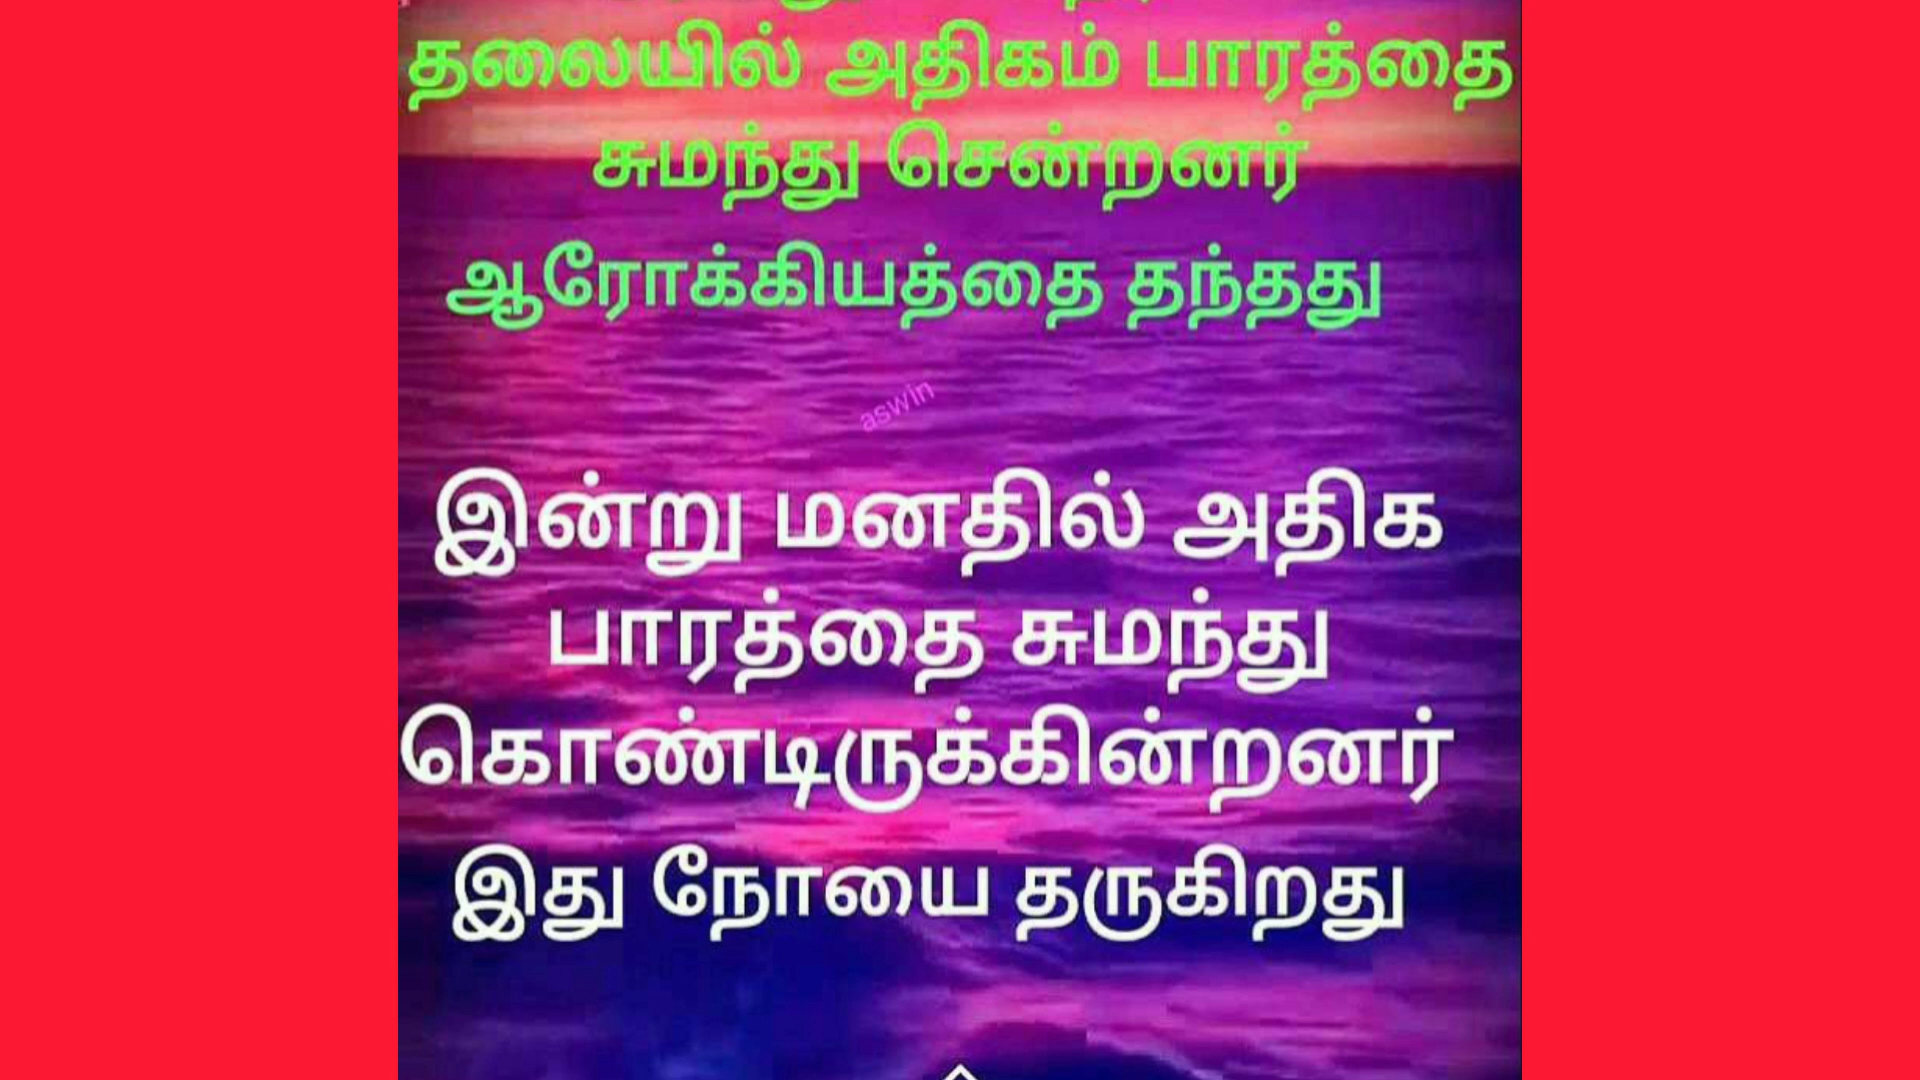 தலையில் அதிகம் பாரத்தை
சுமந்து சென்றனர்
ஆரோக்கியத்தை தந்தது
aswin
இன்று மனதில் அதிக
பாரத்தை சுமந்து
கொண்டிருக்கின்றனர்
இது நோயை தருகிறது